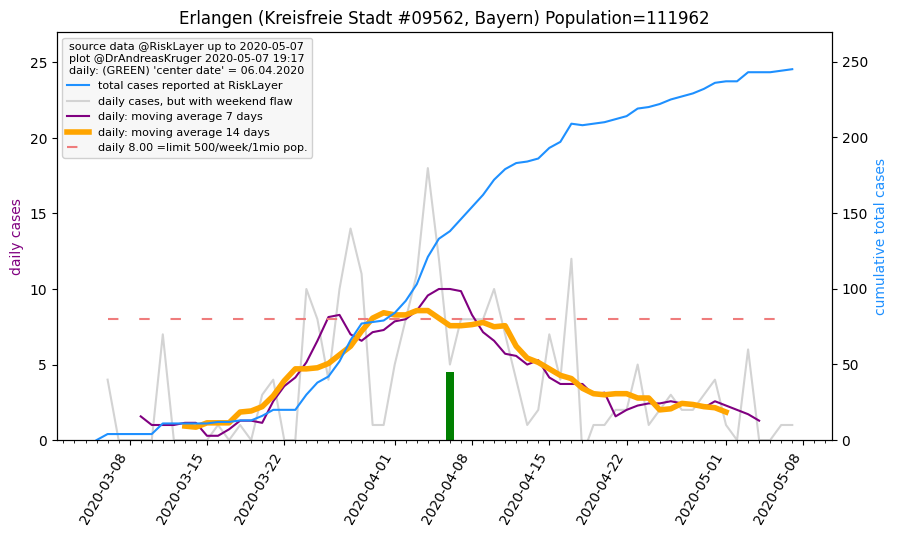 Erlangen (Kreisfreie Stadt #09562, Bayern) Population=111962
source data @RiskLayer up to 2020-05-07
plot @DrAndreasKruger 2020-05-07 19:17
daily: (GREEN) 'center date' = 06.04.2020
total cases reported at RiskLayer
daily cases, but with weekend flaw
daily: moving average 7 days
daily: moving average 14 days
daily 8.00 =limit 500/week/1mio pop.
daily cases
25
20
15
10
5
0
cumulative total cases
250
200
150
100
50
0
2020-03-08
2020-03-15
2020-03-22
2020-04-01
2020-04-08
2020-04-15
2020-04-22
2020-05-01
2020-05-08